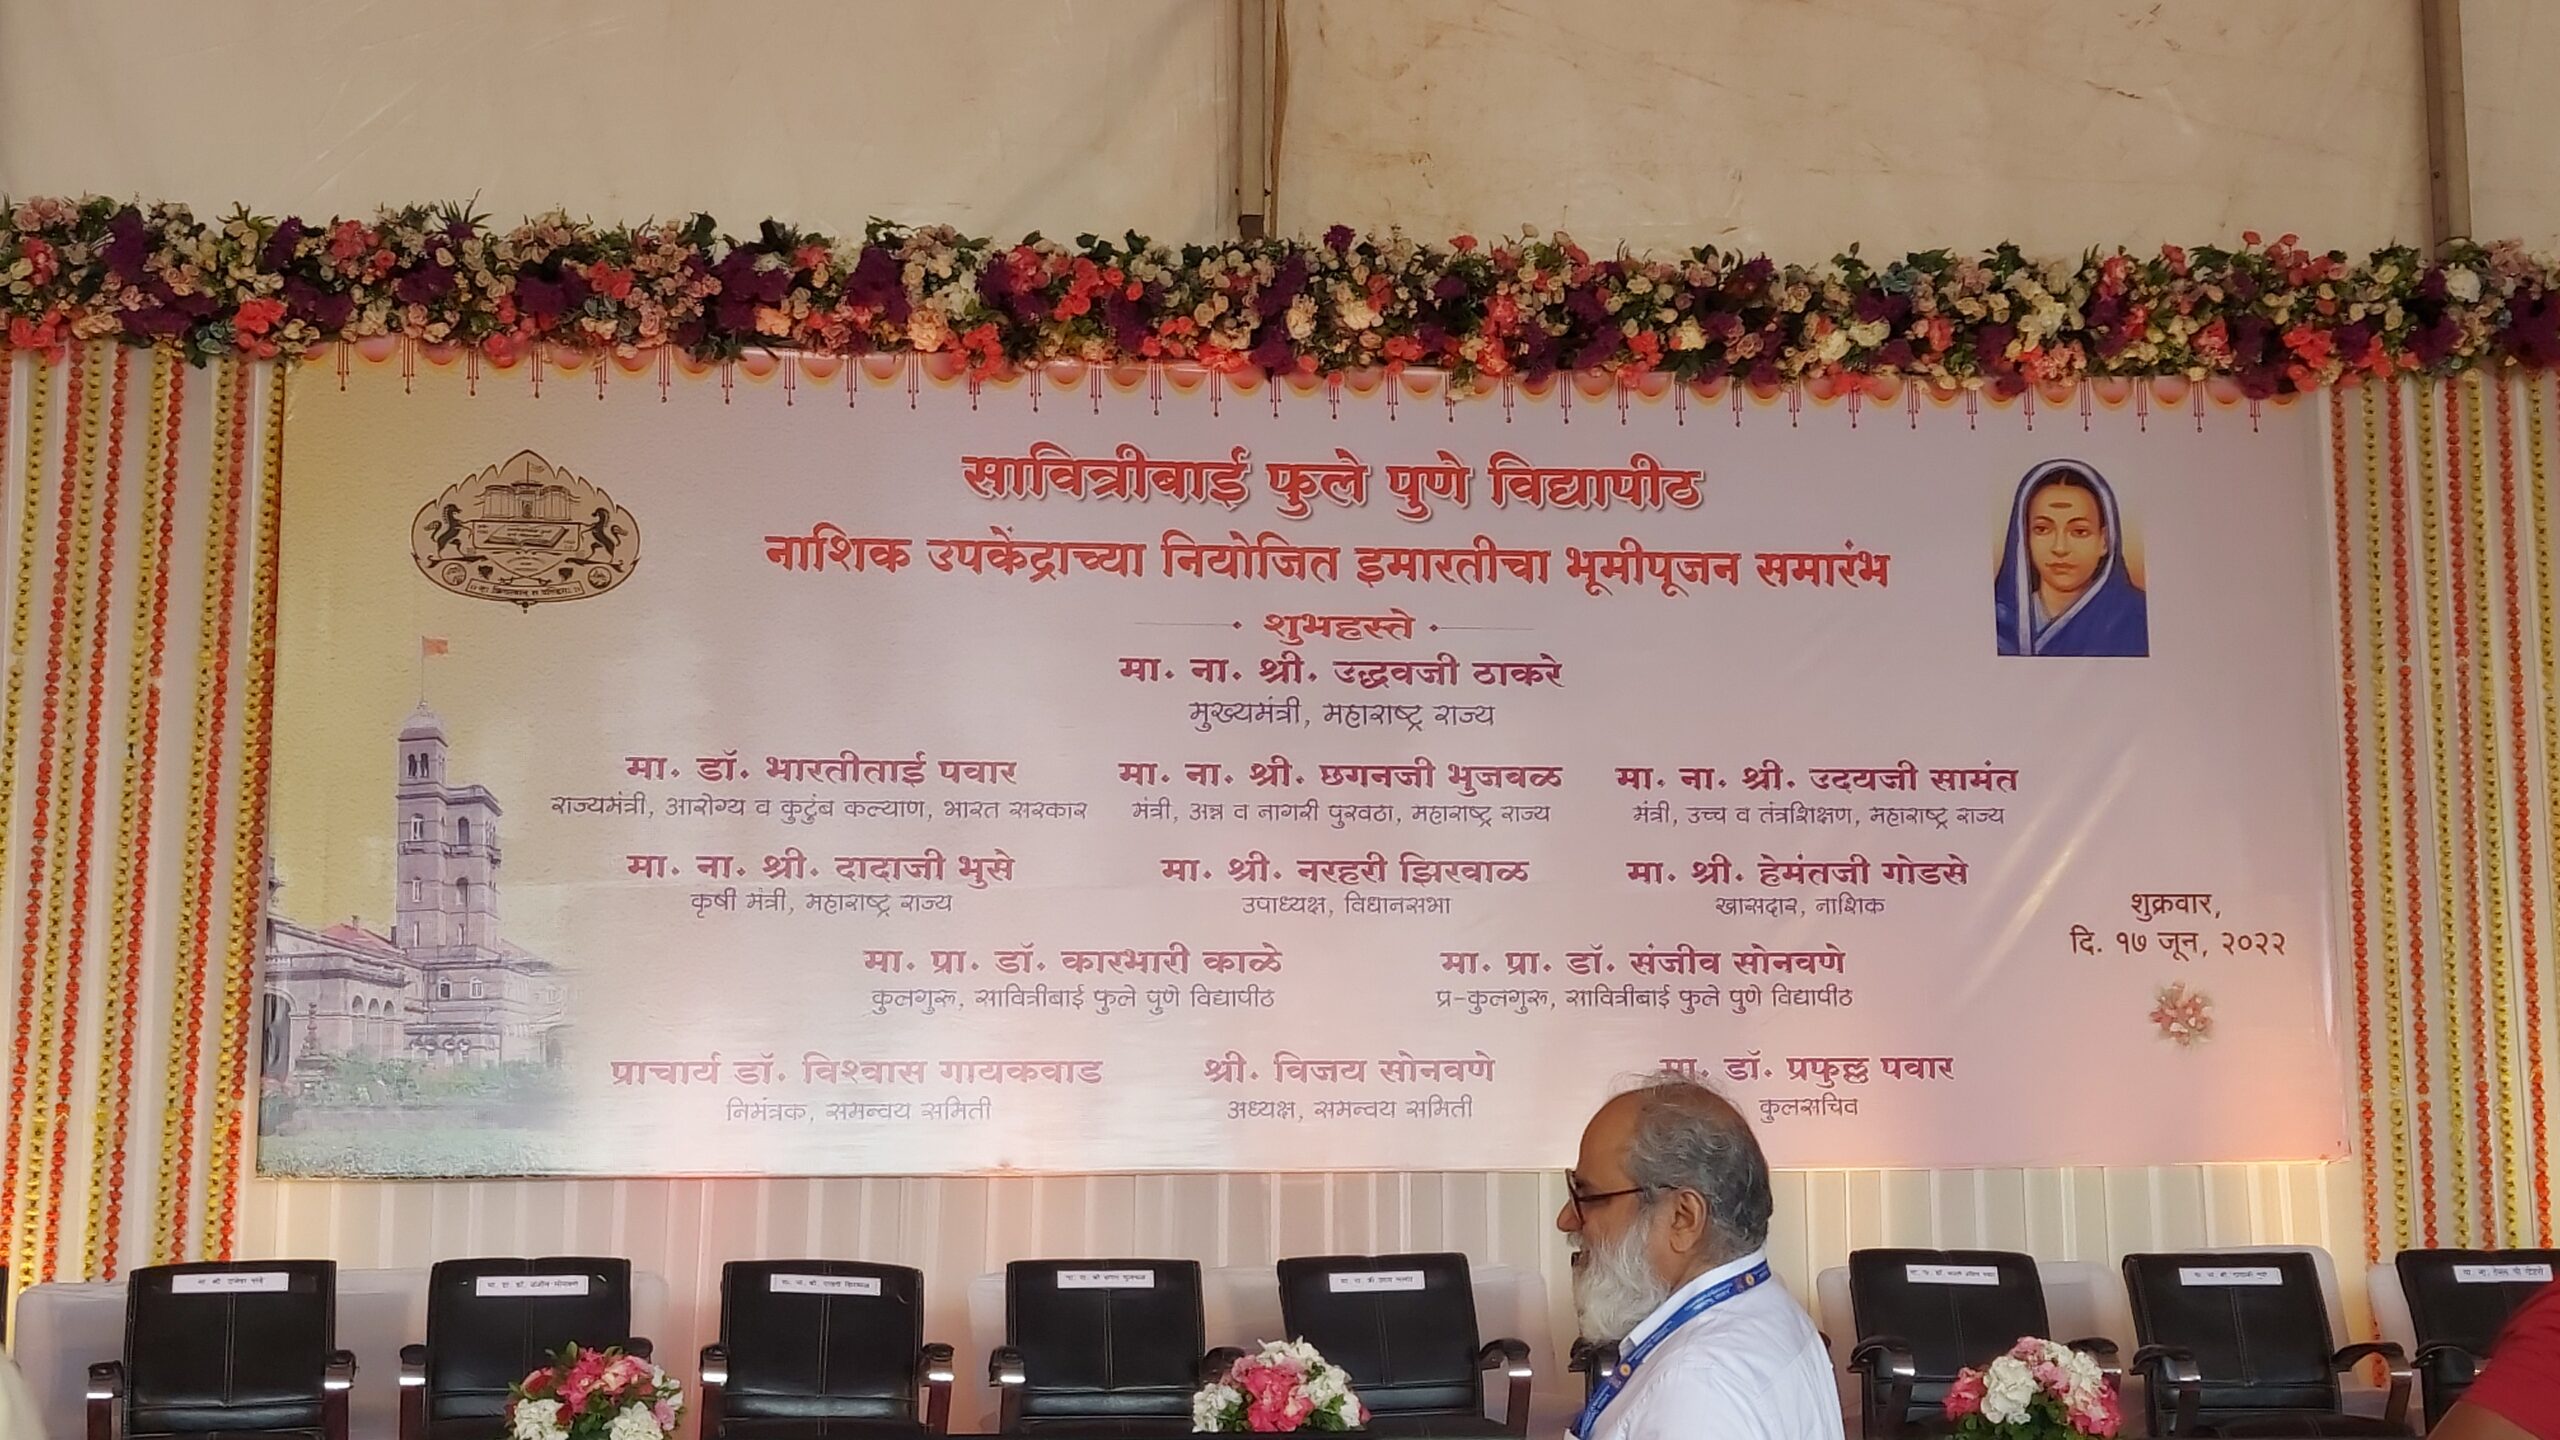 सावित्रीबाई फुले पुणे विद्यापीठ
नाशिक उपकेंद्राच्या नियोजित इमारतीचा भूमीपूजन समारंभ
शुभहस्ते
मा. ना. श्री. उद्धवजी ठाकरे
मुख्यमंत्री, महाराष्ट्र राज्य
मा. डॉ. भारतीताई पवार मा. ना. श्री. छगनजी भुजबळ मा. ना. श्री. उदयजी सामंत
राज्यमंत्री, आरोग्य व कुटुंब कल्याण, भारत सरकार मंत्री, अन्न व नागरी पुरवठा, महाराष्ट्र राज्य मंत्री, उच्च व तंत्रशिक्षण, महाराष्ट्र राज्य
मा. ना. श्री. दादाजी भुसे मा. श्री. नरहरी झिरवाळ मा. श्री. हेमंतजी गोडसे
कृषी मंत्री, महाराष्ट्र राज्य उपाध्यक्ष, विधानसभा खासदार, नाशिक
शुक्रवार,
दि. १७ जून, २०२२
मा. प्रा. डॉ. कारभारी काळे मा. प्रा. डॉ. संजीव सोनवणे
कुलगुरू, सावित्रीबाई फुले पुणे विद्यापीठ प्र-कुलगुरू, सावित्रीबाई फुले पुणे विद्यापीठ
प्राचार्य डॉ. विश्वास गायकवाड श्री. विजय सोनवणे मा. डॉ. प्रफुल्ल पवार
निमंत्रक, समन्वय समिती अध्यक्ष, समन्वय समिती कुलसचिव